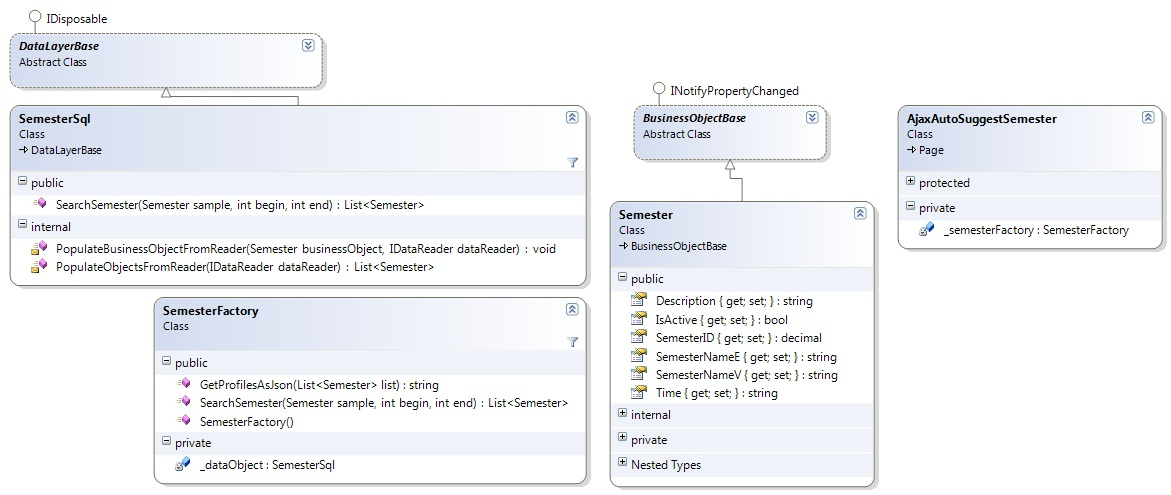 IDisposable
DataLayerBase
Abstract Class
SemesterSql
Class
DataLayerBase
public
SearchSemester(Semester sample, int begin, int end) : List<Semester>
internal
PopulateBusinessObjectFromReader(Semester businessObject, IDataReader dataReader) : void
PopulateObjectsFromReader(IDataReader dataReader) : List<Semester>
SemesterFactory
Class
public
GetProfilesAsJson(List<Semester> list) : string
SearchSemester(Semester sample, int begin, int end) : List<Semester>
SemesterFactory()
private
_dataObject : SemesterSql
INotifyPropertyChanged
BusinessObjectBase
Abstract Class
Semester
Class
BusinessObjectBase
public
Description { get; set; } : string
IsActive { get; set; } : bool
SemesterID { get; set; } : decimal
SemesterNameE { get; set; } : string
SemesterNameV { get; set; } : string
Time { get; set; } : string
internal
private
Nested Types
AjaxAutoSuggestSemester
Class
Page
protected
private
_semesterFactory : SemesterFactory